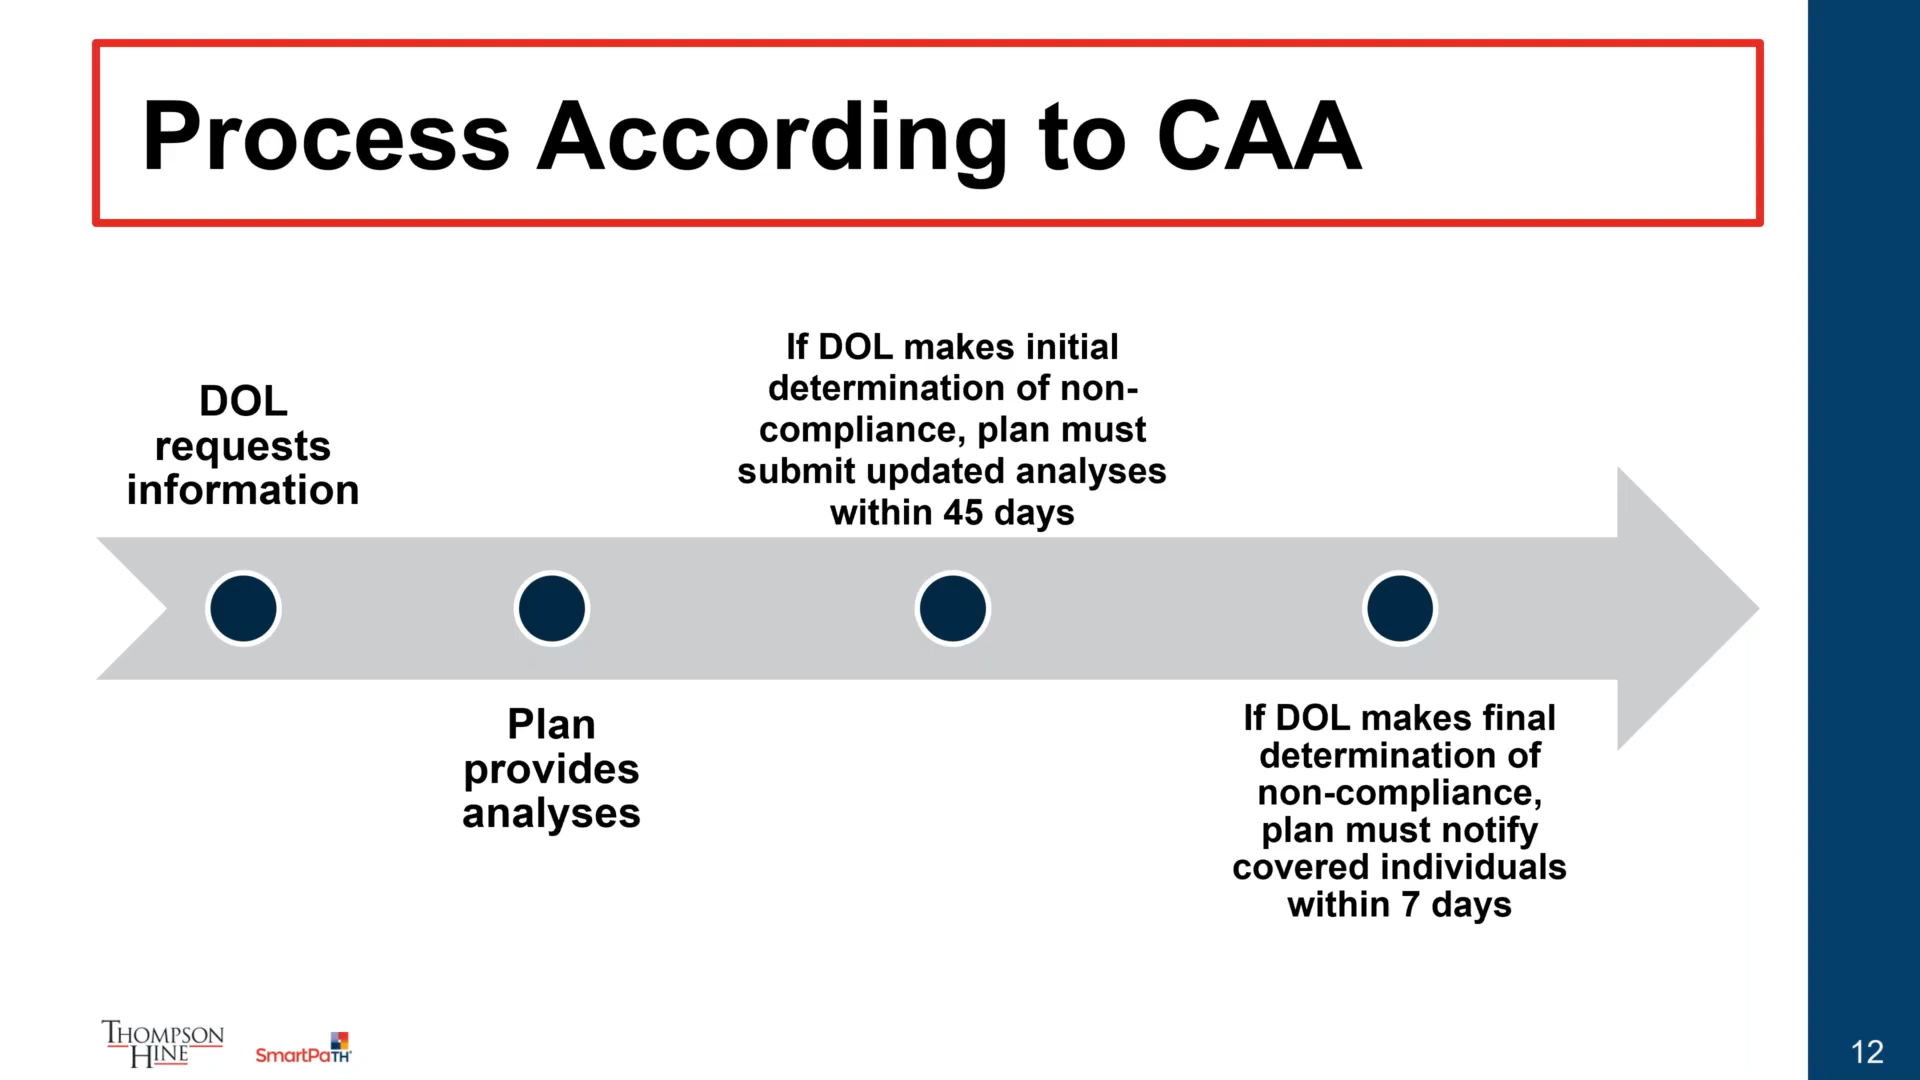 Process According to CAA
DOL
requests
information
Plan
provides
analyses
If DOL makes initial
determination of non-
compliance, plan must
submit updated analyses
within 45 days
If DOL makes final
determination of
non-compliance,
plan must notify
covered individuals
within 7 days
THOMPSON
HINE
SmartPaTH
12